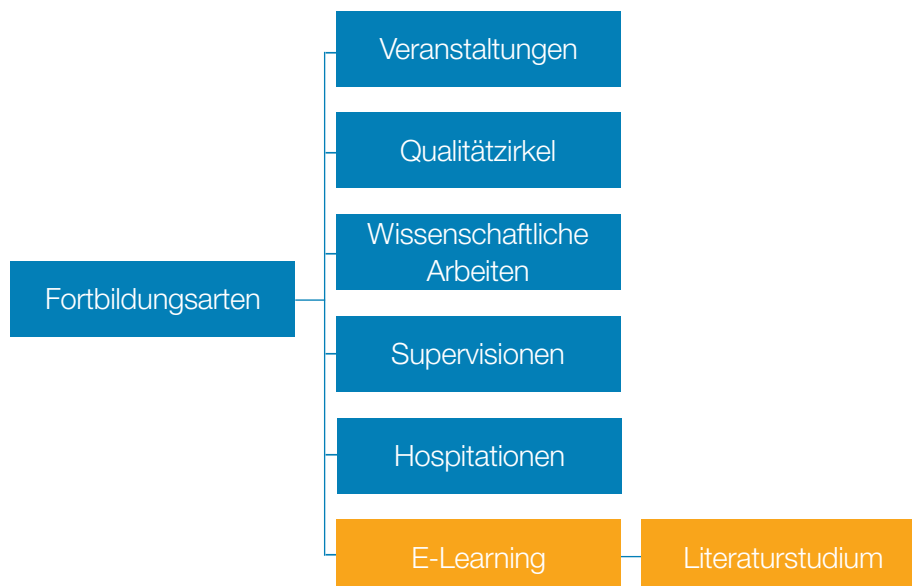 Veranstaltungen
Qualitätzirkel
Wissenschaftliche
Arbeiten
Fortbildungsarten
Supervisionen
Hospitationen
E-Learning
Literaturstudium